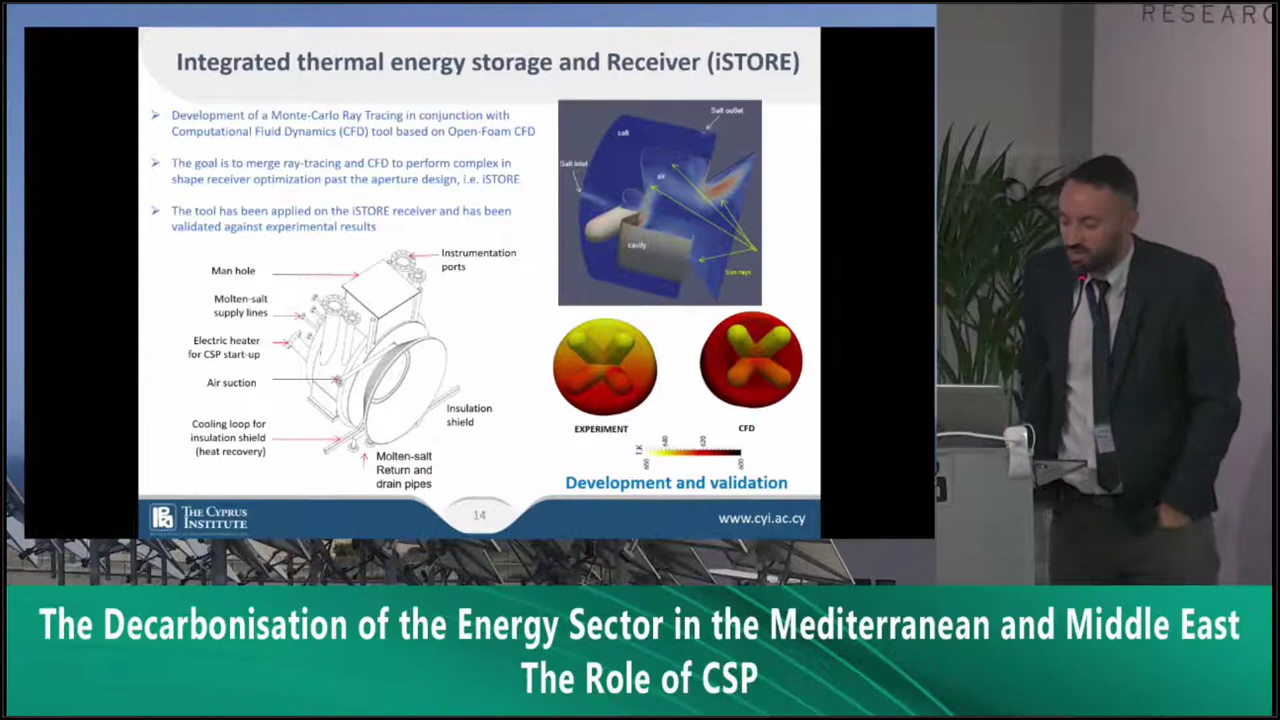 RESEARC
Integrated thermal energy storage and Receiver (iSTORE)
Development of a Monte-Carlo Ray Tracing in conjunction with
Computational Fluid Dynamics (CFD) tool based on Open-Foam CFD
The goal is to merge ray-tracing and CFD to perform complex in
shape receiver optimization past the aperture design, i.e. iSTORE
The tool has been applied on the iSTORE receiver and has been
validated against experimental results
Salt outlet
salt
Salt inlet
air
cavity
Sun rays
Instrumentation
ports
Man hole
Molten-salt
supply lines
Electric heater
for CSP start-up
Air suction
Cooling loop for
insulation shield
(heat recovery)
Insulation
shield
Molten-salt
Return and
drain pipes
EXPERIMENT
CFD
T,K
660
640
620
600
Development and validation
THE CYPRUS
INSTITUTE
14
www.cyi.ac.cy
The Decarbonisation of the Energy Sector in the Mediterranean and Middle East
The Role of CSP